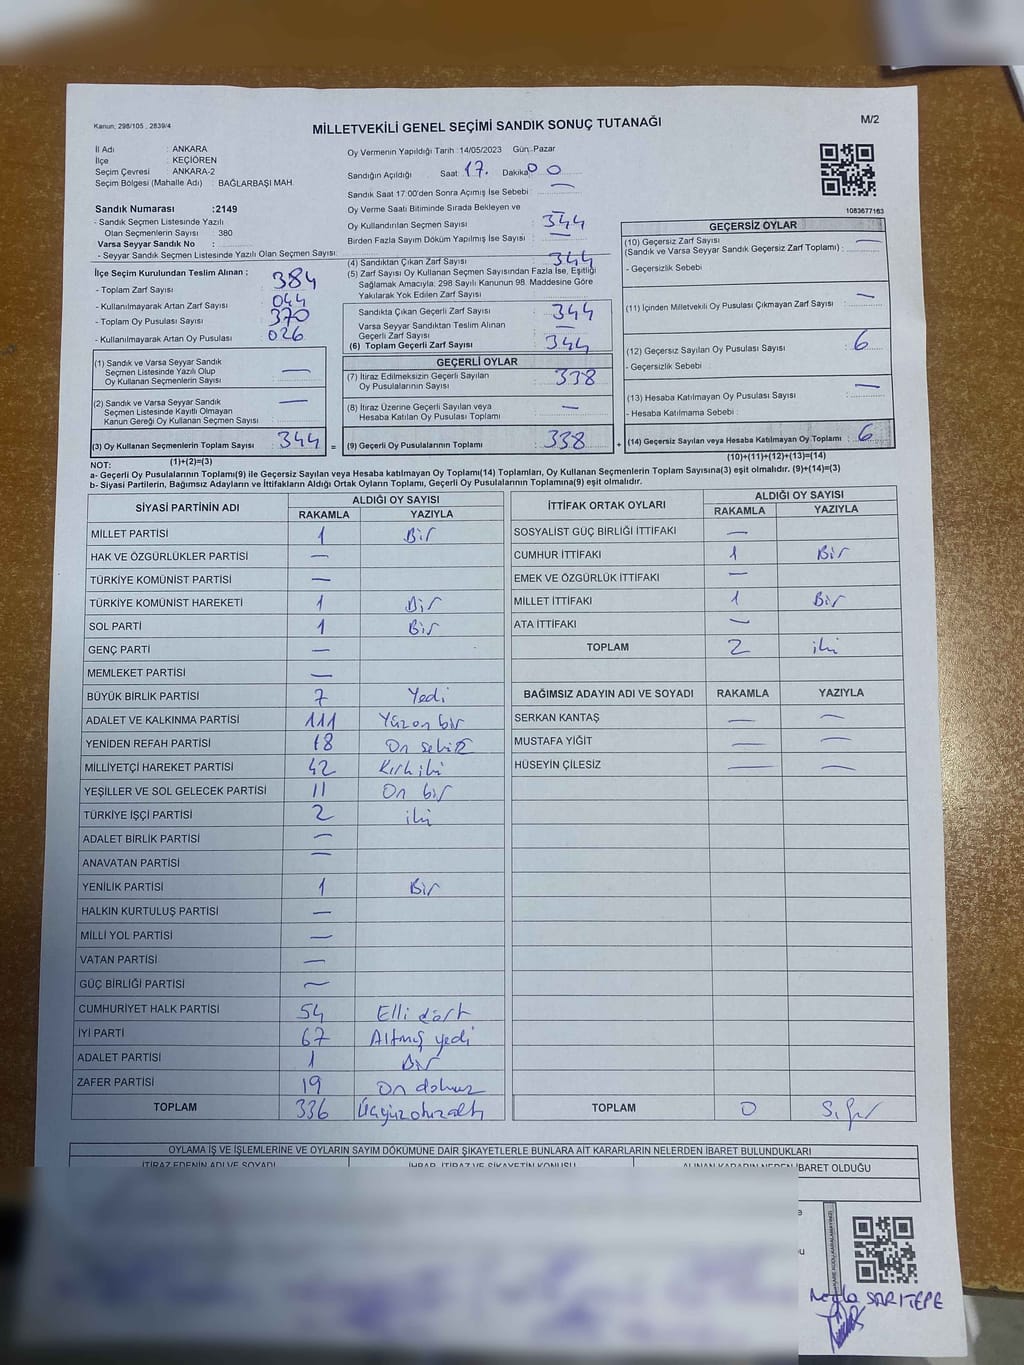 Kanun; 298/105 , 2839/4
MİLLETVEKİLİ GENEL SEÇİMİ SANDIK SONUÇ TUTANAĞI
M/2
İl Adı : ANKARA
İlçe : KEÇİÖREN
Seçim Çevresi : ANKARA-2
Seçim Bölgesi (Mahalle Adı) : BAĞLARBAŞI MAH.
Sandık Numarası :2149
- Sandık Seçmen Listesinde Yazılı
Olan Seçmenlerin Sayısı : 380
Varsa Seyyar Sandık No :
- Seyyar Sandık Seçmen Listesinde Yazılı Olan Seçmen Sayısı:
Oy Vermenin Yapıldığı Tarih :14/05/2023 Gün :Pazar
Sandığın Açıldığı Saat 17. Dakika 00
Sandık Saat 17:00'den Sonra Açımış İse Sebebi : —
Oy Verme Saati Bitiminde Sırada Bekleyen ve
Oy Kullandırılan Seçmen Sayısı : 344
Birden Fazla Sayım Döküm Yapılmış İse Sayısı : —
(4) Sandıktan Çıkan Zarf Sayısı : 344
(5) Zarf Sayısı Oy Kullanan Seçmen Sayısından Fazla İse, Eşitliği
Sağlamak Amacıyla; 298 Sayılı Kanunun 98. Maddesine Göre
Yakılarak Yok Edilen Zarf Sayısı :
1083677163
İlçe Seçim Kurulundan Teslim Alınan ;
- Toplam Zarf Sayısı : 384
- Kullanılmayarak Artan Zarf Sayısı : 044
- Toplam Oy Pusulası Sayısı : 370
- Kullanılmayarak Artan Oy Pusulası : 026
Sandıkta Çıkan Geçerli Zarf Sayısı : 344
Varsa Seyyar Sandıktan Teslim Alınan
Geçerli Zarf Sayısı : —
(6) Toplam Geçerli Zarf Sayısı : 344
GEÇERSİZ OYLAR
(10) Geçersiz Zarf Sayısı —
(Sandık ve Varsa Seyyar Sandık Geçersiz Zarf Toplamı) :
- Geçersizlik Sebebi
(11) İçinden Milletvekili Oy Pusulası Çıkmayan Zarf Sayısı : —
(12) Geçersiz Sayılan Oy Pusulası Sayısı : 6
- Geçersizlik Sebebi :
(13) Hesaba Katılmayan Oy Pusulası Sayısı : —
- Hesaba Katılmama Sebebi :
(14) Geçersiz Sayılan veya Hesaba Katılmayan Oy Toplamı : 6
(10)+(11)+(12)+(13)=(14)
(1) Sandık ve Varsa Seyyar Sandık
Seçmen Listesinde Yazılı Olup
Oy Kullanan Seçmenlerin Sayısı : —
(2) Sandık ve Varsa Seyyar Sandık
Seçmen Listesinde Kayıtlı Olmayan
Kanun Gereği Oy Kullanan Seçmen Sayısı : —
(3) Oy Kullanan Seçmenlerin Toplam Sayısı : 344 =
(1)+(2)=(3)
GEÇERLİ OYLAR
(7) İtiraz Edilmeksizin Geçerli Sayılan
Oy Pusulalarının Sayısı : 338
(8) İtiraz Üzerine Geçerli Sayılan veya
Hesaba Katılan Oy Pusulası Toplamı : —
(9) Geçerli Oy Pusulalarının Toplamı : 338 +
NOT:
a- Geçerli Oy Pusulalarının Toplamı(9) ile Geçersiz Sayılan veya Hesaba katılmayan Oy Toplamı(14) Toplamları, Oy Kullanan Seçmenlerin Toplam Sayısına(3) eşit olmalıdır. (9)+(14)=(3)
b- Siyasi Partilerin, Bağımsız Adayların ve İttifakların Aldığı Ortak Oyların Toplamı, Geçerli Oy Pusulalarının Toplamına(9) eşit olmalıdır.
SİYASİ PARTİNİN ADI ALDIĞI OY SAYISI
RAKAMLA YAZIYLA
MİLLET PARTİSİ 1 Bir
HAK VE ÖZGÜRLÜKLER PARTİSİ —
TÜRKİYE KOMÜNİST PARTİSİ —
TÜRKİYE KOMÜNİST HAREKETİ 1 Bir
SOL PARTİ 1 Bir
GENÇ PARTİ —
MEMLEKET PARTİSİ —
BÜYÜK BİRLİK PARTİSİ 7 Yedi
ADALET VE KALKINMA PARTİSİ 111 Yüzon bir
YENİDEN REFAH PARTİSİ 18 On sekiz
MİLLİYETÇİ HAREKET PARTİSİ 42 Kırkiki
YEŞİLLER VE SOL GELECEK PARTİSİ 11 On bir
TÜRKİYE İŞÇİ PARTİSİ 2 iki
ADALET BİRLİK PARTİSİ —
ANAVATAN PARTİSİ —
YENİLİK PARTİSİ 1 Bir
HALKIN KURTULUŞ PARTİSİ —
MİLLİ YOL PARTİSİ —
VATAN PARTİSİ —
GÜÇ BİRLİĞİ PARTİSİ —
CUMHURİYET HALK PARTİSİ 54 Elli dört
İYİ PARTİ 67 Altmış yedi
ADALET PARTİSİ 1 Bir
ZAFER PARTİSİ 19 On dokuz
TOPLAM 336 Üçyüzotuzaltı
İTTİFAK ORTAK OYLARI ALDIĞI OY SAYISI
RAKAMLA YAZIYLA
SOSYALİST GÜÇ BİRLİĞİ İTTİFAKI —
CUMHUR İTTİFAKI 1 Bir
EMEK VE ÖZGÜRLÜK İTTİFAKI —
MİLLET İTTİFAKI 1 Bir
ATA İTTİFAKI —
TOPLAM 2 iki
BAĞIMSIZ ADAYIN ADI VE SOYADI RAKAMLA YAZIYLA
SERKAN KANTAŞ — —
MUSTAFA YİĞİT — —
HÜSEYİN ÇİLESİZ — —
TOPLAM 0 Sıfır
OYLAMA İŞ VE İŞLEMLERİNE VE OYLARIN SAYIM DÖKÜMÜNE DAİR ŞİKAYETLERLE BUNLARA AİT KARARLARIN NELERDEN İBARET BULUNDUKLARI
İTİRAZ EDENİN ADI VE SOYADI İHBAR, İTİRAZ VE ŞİKAYETİN KONUSU ALINAN KARARIN NEDEN İBARET OLDUĞU
SARITEPE